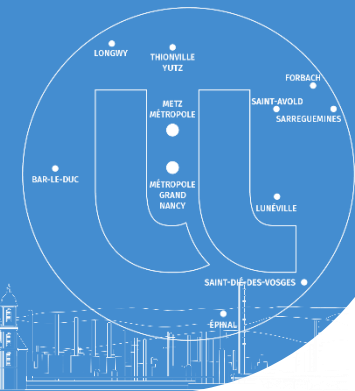 LONGWY
THIONVILLE
YUTZ
FORBACH
METZ
MÉTROPOLE
SAINT-AVOLD
SARREGUEMINES
BAR-LE-DUC
MÉTROPOLE
GRAND
NANCY
LUNÉVILLE
SAINT-DIÉ-DES-VOSGES
ÉPINAL